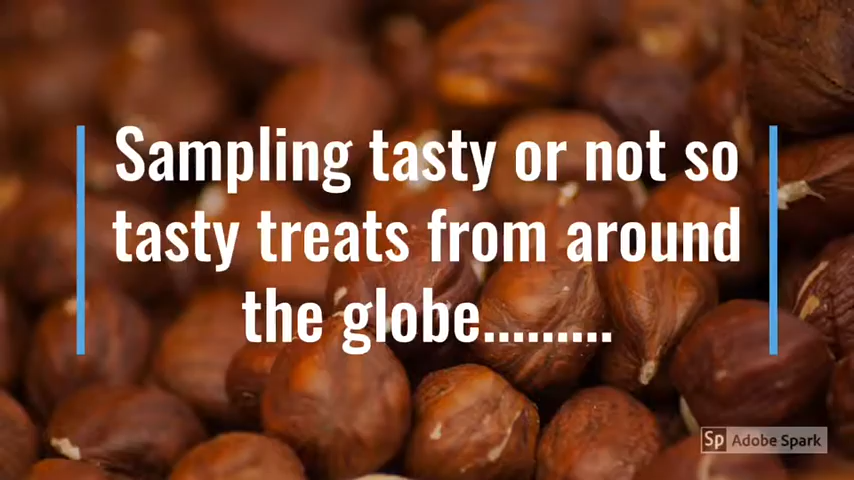 Sampling tasty or not so
tasty treats from around
the globe.........
Sp Adobe Spark